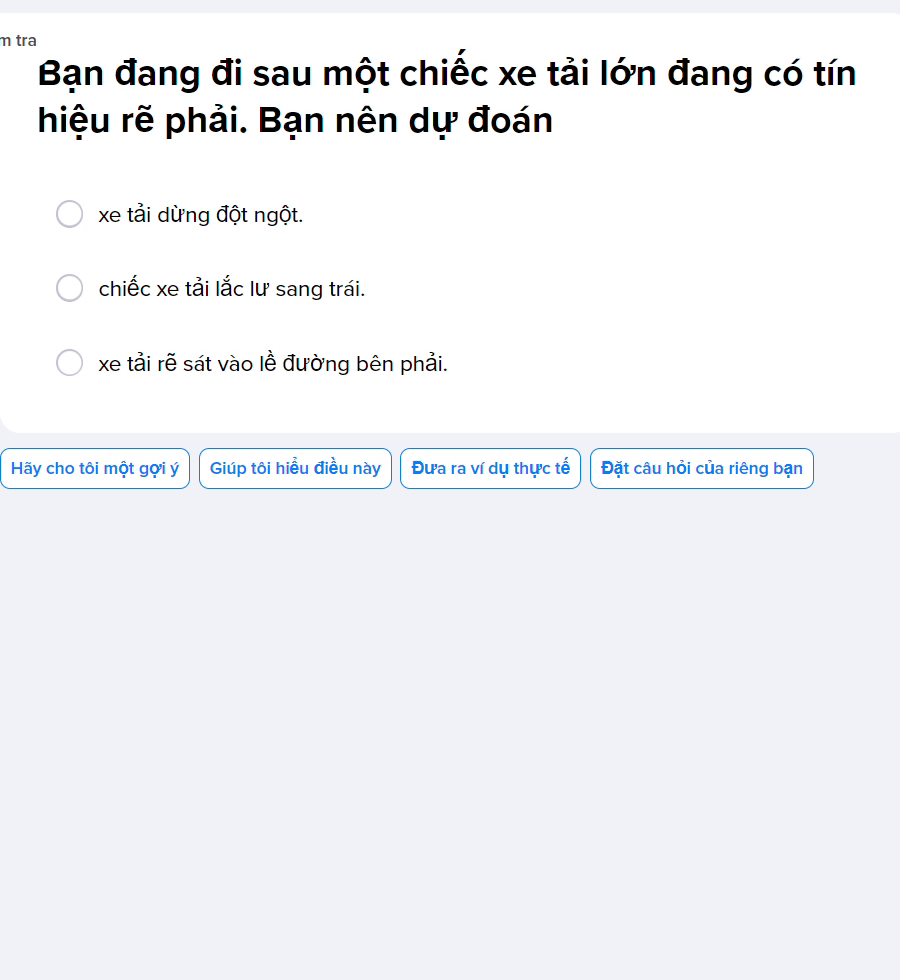 m tra
Bạn đang đi sau một chiếc xe tải lớn đang có tín
hiệu rẽ phải. Bạn nên dự đoán
xe tải dừng đột ngột.
chiếc xe tải lắc lư sang trái.
xe tải rẽ sát vào lề đường bên phải.
Hãy cho tôi một gợi ý Giúp tôi hiểu điều này Đưa ra ví dụ thực tế Đặt câu hỏi của riêng bạn